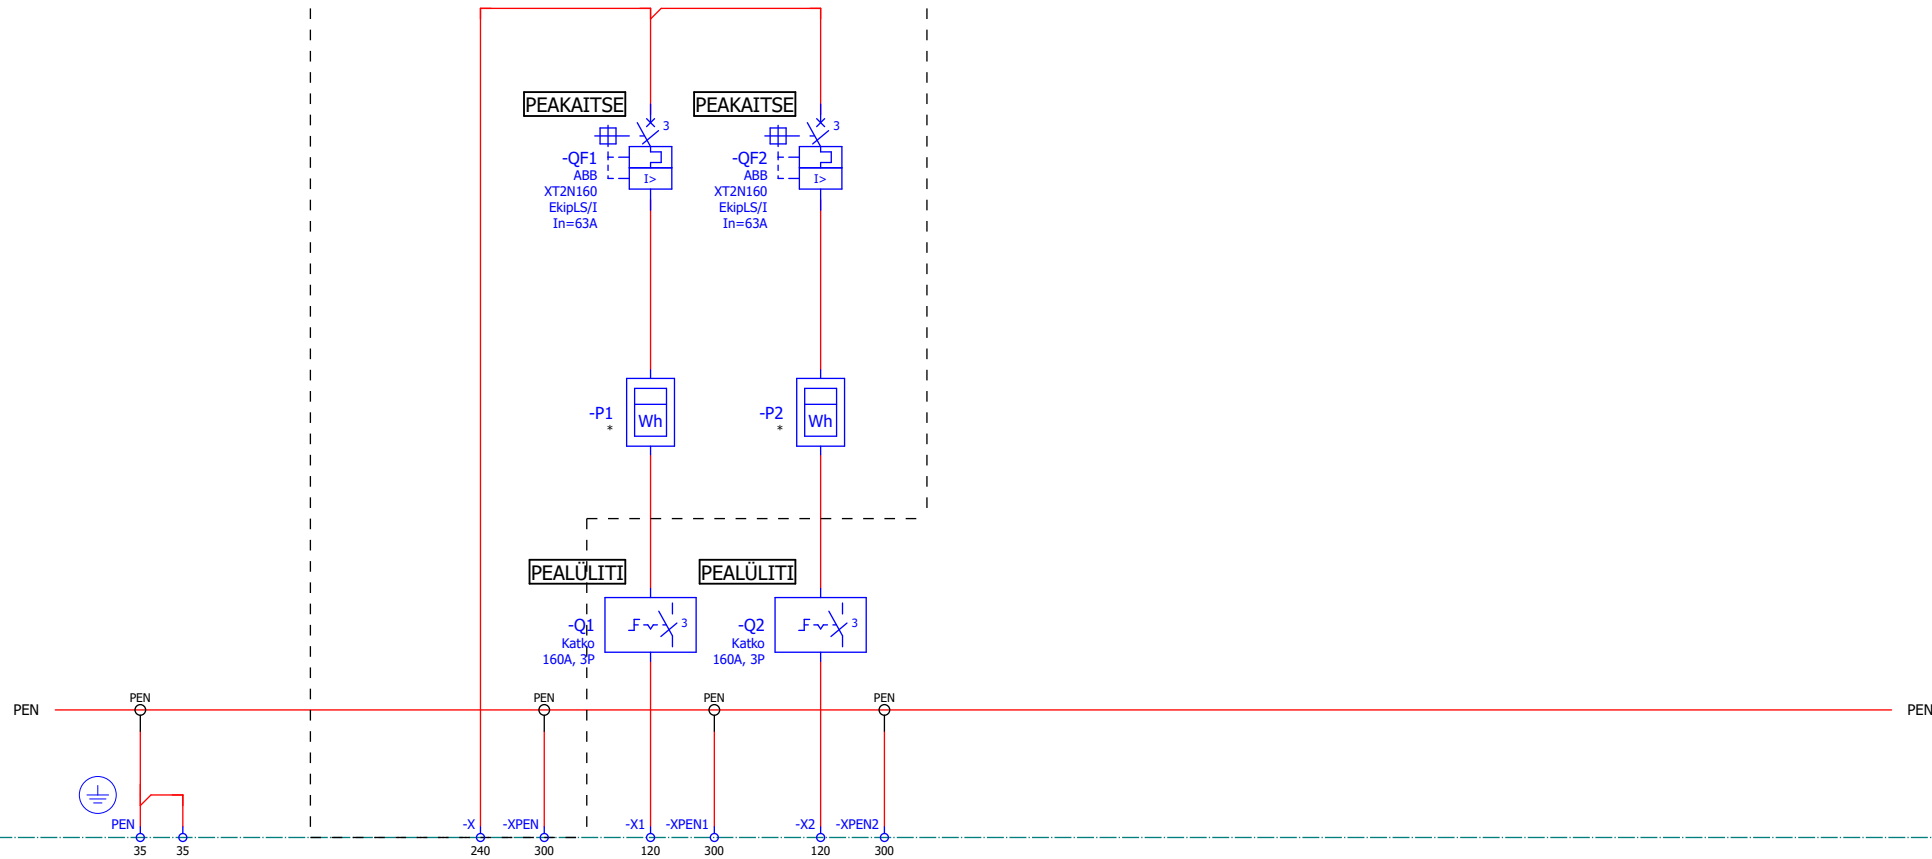 PEAKAITSE PEAKAITSE
3 3
-QF1 -QF2
ABB ABB
XT2N160 XT2N160
EkipLS/I EkipLS/I
In=63A In=63A
I> I>
-P1 Wh -P2 Wh
* *
PEALÜLITI PEALÜLITI
-Q1 3 -Q2 3
Katko Katko
160A, 3P 160A, 3P
PEN PEN PEN PEN
PEN PEN
PEN -X -XPEN -X1 -XPEN1 -X2 -XPEN2
35 35 240 300 120 300 120 300